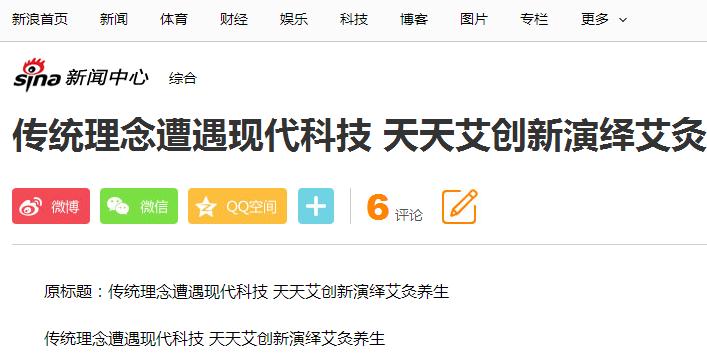 新浪首页 新闻 体育 财经 娱乐 科技 博客 图片 专栏 更多
sina 新闻中心 综合
传统理念遭遇现代科技 天天艾创新演绎艾灸
微博 微信 QQ空间 6 评论
原标题：传统理念遭遇现代科技 天天艾创新演绎艾灸养生
传统理念遭遇现代科技 天天艾创新演绎艾灸养生